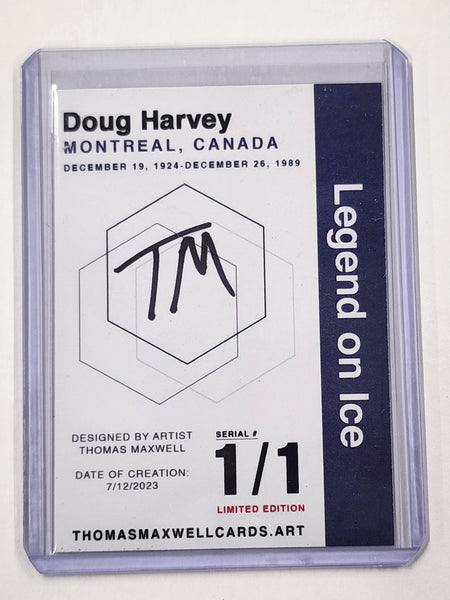 Doug Harvey
MONTREAL, CANADA
DECEMBER 19, 1924-DECEMBER 26, 1989
Legend on Ice
TM
DESIGNED BY ARTIST
THOMAS MAXWELL
DATE OF CREATION:
7/12/2023
SERIAL #
1/1
LIMITED EDITION
THOMASMAXWELLCARDS.ART